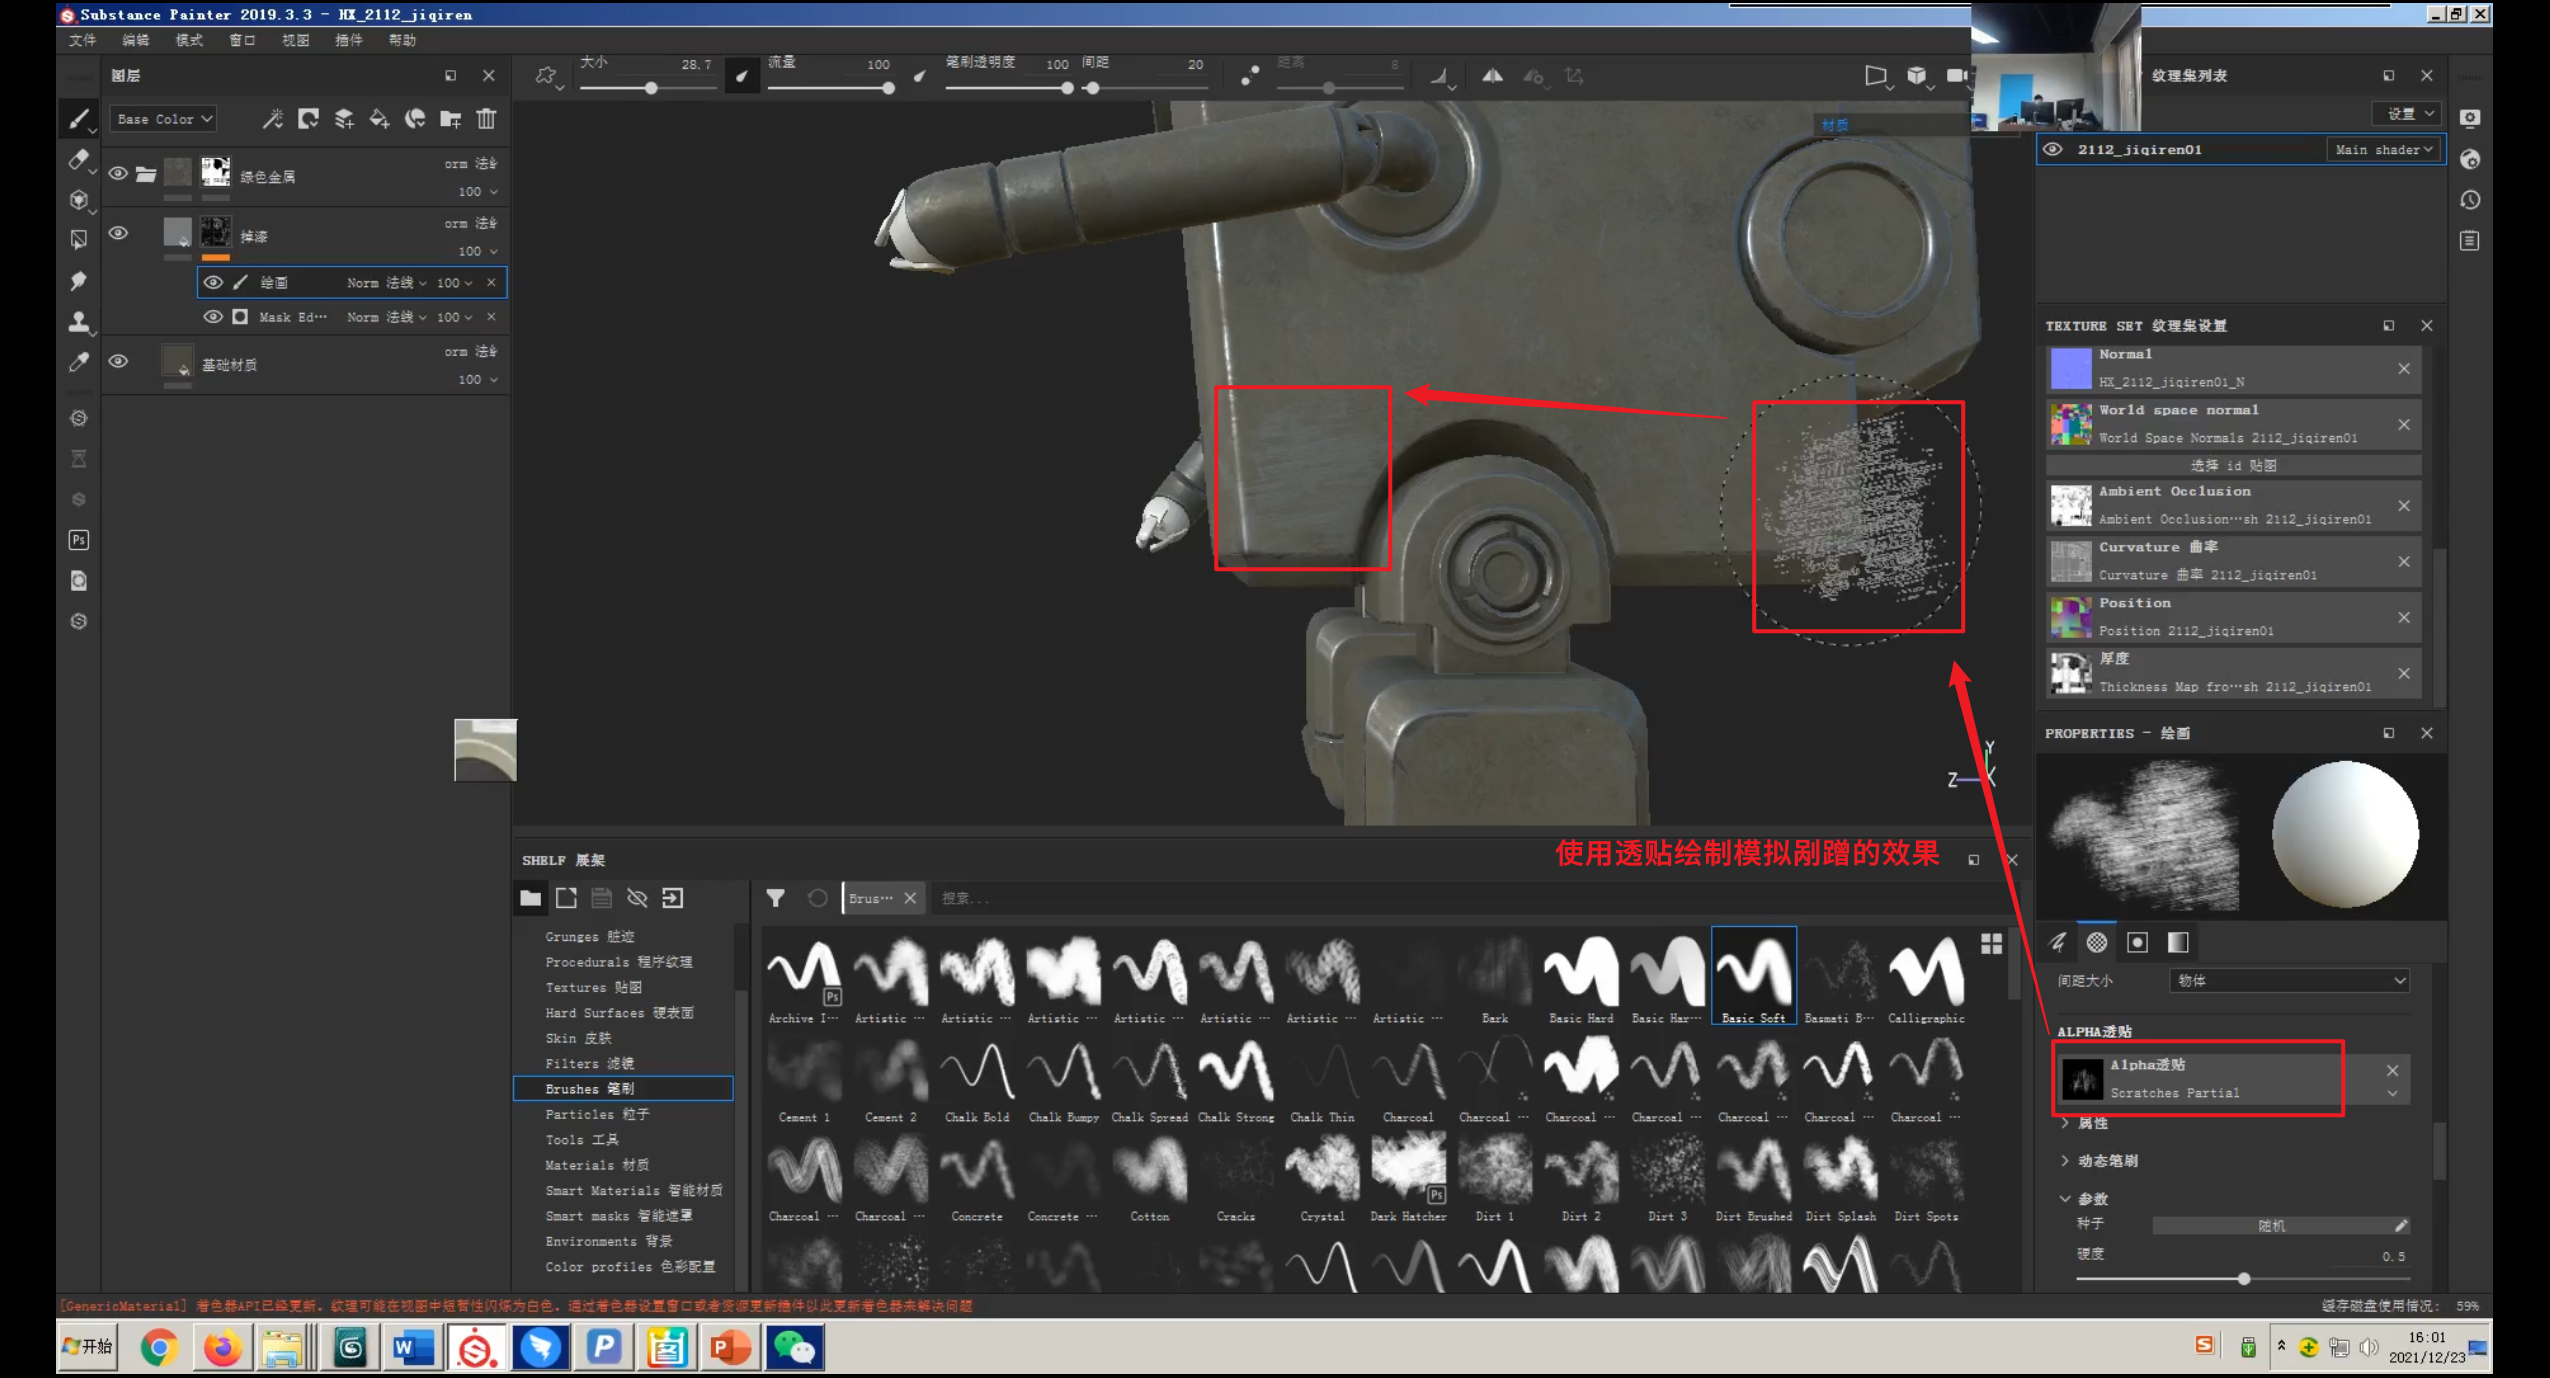 Substance Painter 2019.3.3 - HX_2112_jiqiren
文件 编辑 模式 窗口 视图 插件 帮助
图层
大小 28.7 流量 100 笔刷透明度 100 间距 20 距离 8
纹理集列表
Base Color
设置
材质
2112_jiqiren01 Main shader
绿色金属 orm 法线
100
掉漆 orm 法线
100
绘画 Norm 法线 100
Mask Ed… Norm 法线 100
基础材质 orm 法线
100
TEXTURE SET 纹理集设置
Normal
HX_2112_jiqiren01_N
World space normal
World Space Normals 2112_jiqiren01
选择 id 贴图
Ambient Occlusion
Ambient Occlusion…sh 2112_jiqiren01
Curvature 曲率
Curvature 曲率 2112_jiqiren01
Position
Position 2112_jiqiren01
厚度
Thickness Map fro…sh 2112_jiqiren01
PROPERTIES - 绘画
Y
Z X
使用透贴绘制模拟剐蹭的效果
SHELF 展架
Brus… 搜索...
Grunges 脏迹
Procedurals 程序纹理
Textures 贴图
Hard Surfaces 硬表面
Skin 皮肤
Filters 滤镜
Brushes 笔刷
Particles 粒子
Tools 工具
Materials 材质
Smart Materials 智能材质
Smart masks 智能遮罩
Environments 背景
Color profiles 色彩配置
Archive I… Artistic … Artistic … Artistic … Artistic … Artistic … Artistic … Artistic … Bark Basic Hard Basic Har… Basic Soft Basmati B… Calligraphic
Cement 1 Cement 2 Chalk Bold Chalk Bumpy Chalk Spread Chalk Strong Chalk Thin Charcoal Charcoal … Charcoal … Charcoal … Charcoal … Charcoal … Charcoal …
Charcoal … Charcoal … Concrete Concrete … Cotton Cracks Crystal Dark Hatcher Dirt 1 Dirt 2 Dirt 3 Dirt Brushed Dirt Splash Dirt Spots
间距大小 物体
ALPHA透贴
Alpha透贴
Scratches Partial
属性
动态笔刷
参数
种子 随机
硬度 0.5
[GenericMaterial] 着色器API已经更新. 纹理可能在视图中短暂性闪烁为白色. 通过着色器设置窗口或者资源更新插件以此更新着色器来解决问题
缓存磁盘使用情况: 59%
开始
16:01
2021/12/23